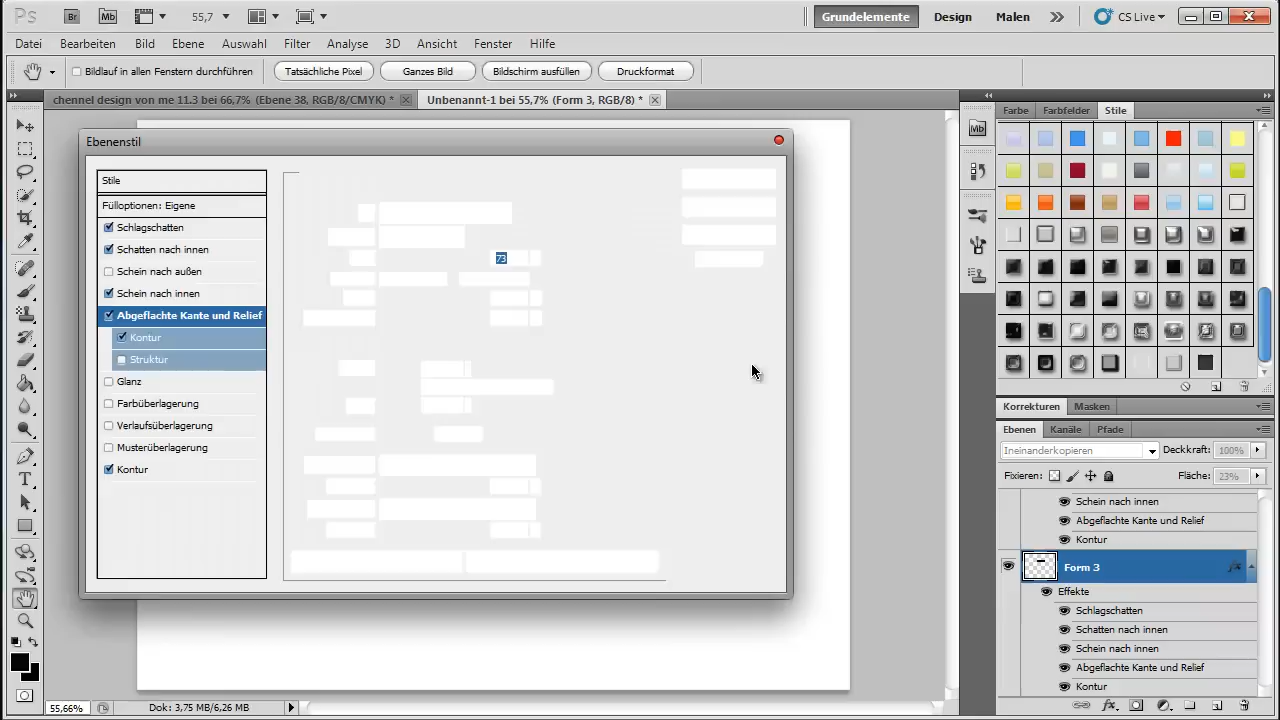 Ps Br Mb 55,7 Grundelemente Design Malen CS Live
Datei Bearbeiten Bild Ebene Auswahl Filter Analyse 3D Ansicht Fenster Hilfe
Bildlauf in allen Fenstern durchführen Tatsächliche Pixel Ganzes Bild Bildschirm ausfüllen Druckformat
chennel design von me 11.3 bei 66,7% (Ebene 38, RGB/8/CMYK) * Unbenannt-1 bei 55,7% (Form 3, RGB/8) *
Ebenenstil
Stile
Fülloptionen: Eigene
Schlagschatten
Schatten nach innen
Schein nach außen
Schein nach innen
Abgeflachte Kante und Relief
Kontur
Struktur
Glanz
Farbüberlagerung
Verlaufsüberlagerung
Musterüberlagerung
Kontur
73
Mb
Farbe Farbfelder Stile
Korrekturen Masken
Ebenen Kanäle Pfade
Ineinanderkopieren Deckkraft: 100%
Fixieren: Fläche: 23%
Schein nach innen
Abgeflachte Kante und Relief
Kontur
Form 3 fx
Effekte
Schlagschatten
Schatten nach innen
Schein nach innen
Abgeflachte Kante und Relief
Kontur
fx
55,66% Dok: 3,75 MB/6,26 MB